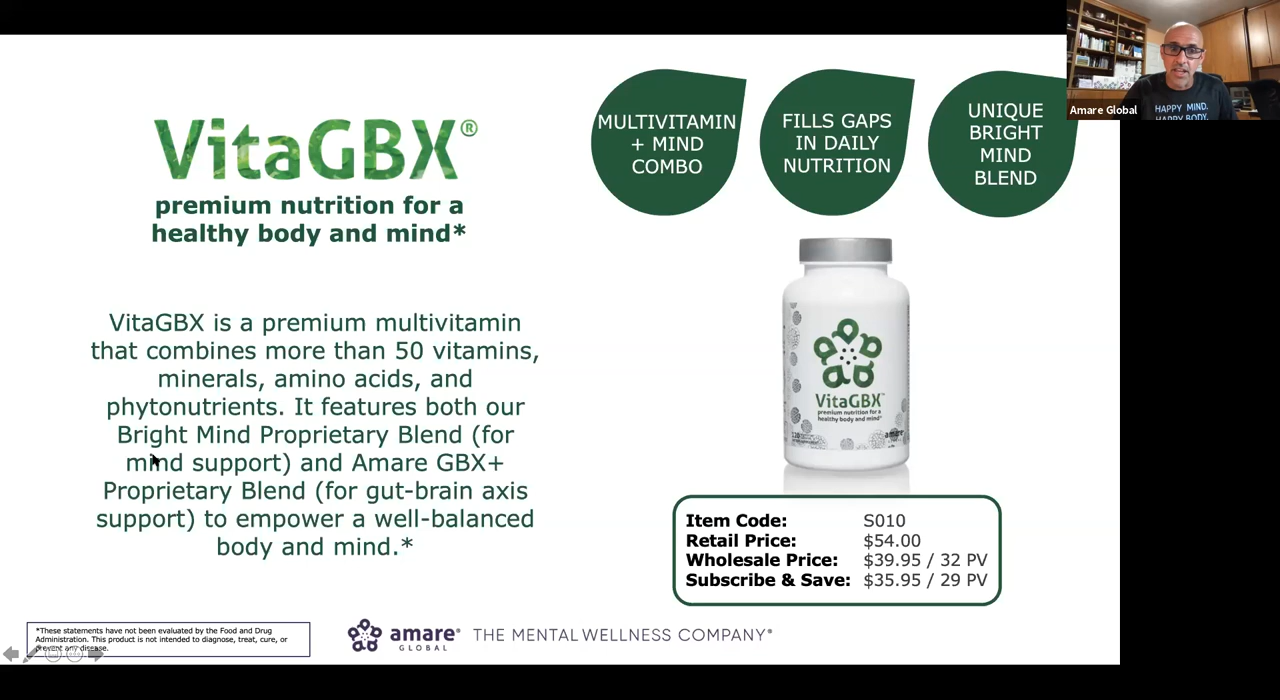 VitaGBX®
premium nutrition for a
healthy body and mind*
VitaGBX is a premium multivitamin
that combines more than 50 vitamins,
minerals, amino acids, and
phytonutrients. It features both our
Bright Mind Proprietary Blend (for
mind support) and Amare GBX+
Proprietary Blend (for gut-brain axis
support) to empower a well-balanced
body and mind.*
MULTIVITAMIN
+ MIND
COMBO
FILLS GAPS
IN DAILY
NUTRITION
UNIQUE
BRIGHT
MIND
BLEND
Amare Global
HAPPY MIND.
HAPPY BODY.
VitaGBX™
premium nutrition for a
healthy body and mind*
amare
Item Code: S010
Retail Price: $54.00
Wholesale Price: $39.95 / 32 PV
Subscribe & Save: $35.95 / 29 PV
*These statements have not been evaluated by the Food and Drug
Administration. This product is not intended to diagnose, treat, cure, or
prevent any disease.
amare®
GLOBAL
THE MENTAL WELLNESS COMPANY®